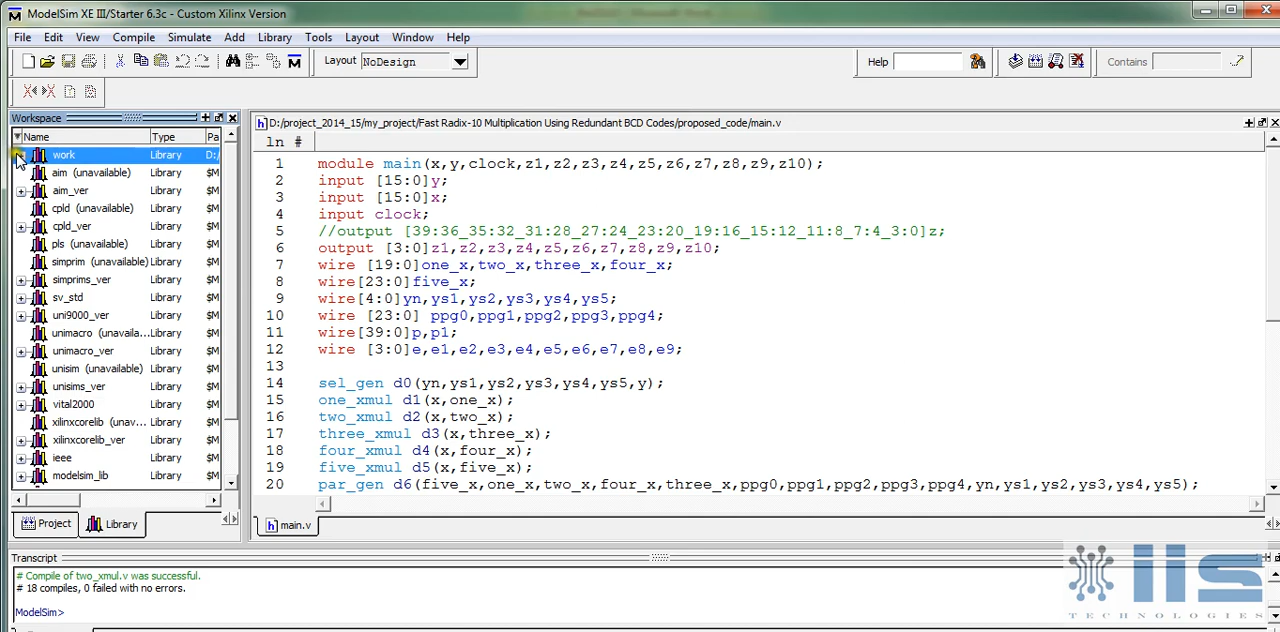 ModelSim XE III/Starter 6.3c - Custom Xilinx Version
File Edit View Compile Simulate Add Library Tools Layout Window Help
Layout NoDesign
Help
Contains
Workspace
Name Type Pa
work Library D:/
aim (unavailable) Library $M
aim_ver Library $M
cpld (unavailable) Library $M
cpld_ver Library $M
pls (unavailable) Library $M
simprim (unavailable) Library $M
simprims_ver Library $M
sv_std Library $M
uni9000_ver Library $M
unimacro (unavaila... Library $M
unimacro_ver Library $M
unisim (unavailable) Library $M
unisims_ver Library $M
vital2000 Library $M
xilinxcorelib (unav... Library $M
xilinxcorelib_ver Library $M
ieee Library $M
modelsim_lib Library $M
Project Library
D:/project_2014_15/my_project/Fast Radix-10 Multiplication Using Redundant BCD Codes/proposed_code/main.v
ln #
1 module main(x,y,clock,z1,z2,z3,z4,z5,z6,z7,z8,z9,z10);
2 input [15:0]y;
3 input [15:0]x;
4 input clock;
5 //output [39:36_35:32_31:28_27:24_23:20_19:16_15:12_11:8_7:4_3:0]z;
6 output [3:0]z1,z2,z3,z4,z5,z6,z7,z8,z9,z10;
7 wire [19:0]one_x,two_x,three_x,four_x;
8 wire[23:0]five_x;
9 wire[4:0]yn,ys1,ys2,ys3,ys4,ys5;
10 wire [23:0] ppg0,ppg1,ppg2,ppg3,ppg4;
11 wire[39:0]p,p1;
12 wire [3:0]e,e1,e2,e3,e4,e5,e6,e7,e8,e9;
13
14 sel_gen d0(yn,ys1,ys2,ys3,ys4,ys5,y);
15 one_xmul d1(x,one_x);
16 two_xmul d2(x,two_x);
17 three_xmul d3(x,three_x);
18 four_xmul d4(x,four_x);
19 five_xmul d5(x,five_x);
20 par_gen d6(five_x,one_x,two_x,four_x,three_x,ppg0,ppg1,ppg2,ppg3,ppg4,yn,ys1,ys2,ys3,ys4,ys5);
main.v
Transcript
# Compile of two_xmul.v was successful.
# 18 compiles, 0 failed with no errors.
ModelSim>
iis
TECHNOLOGIES